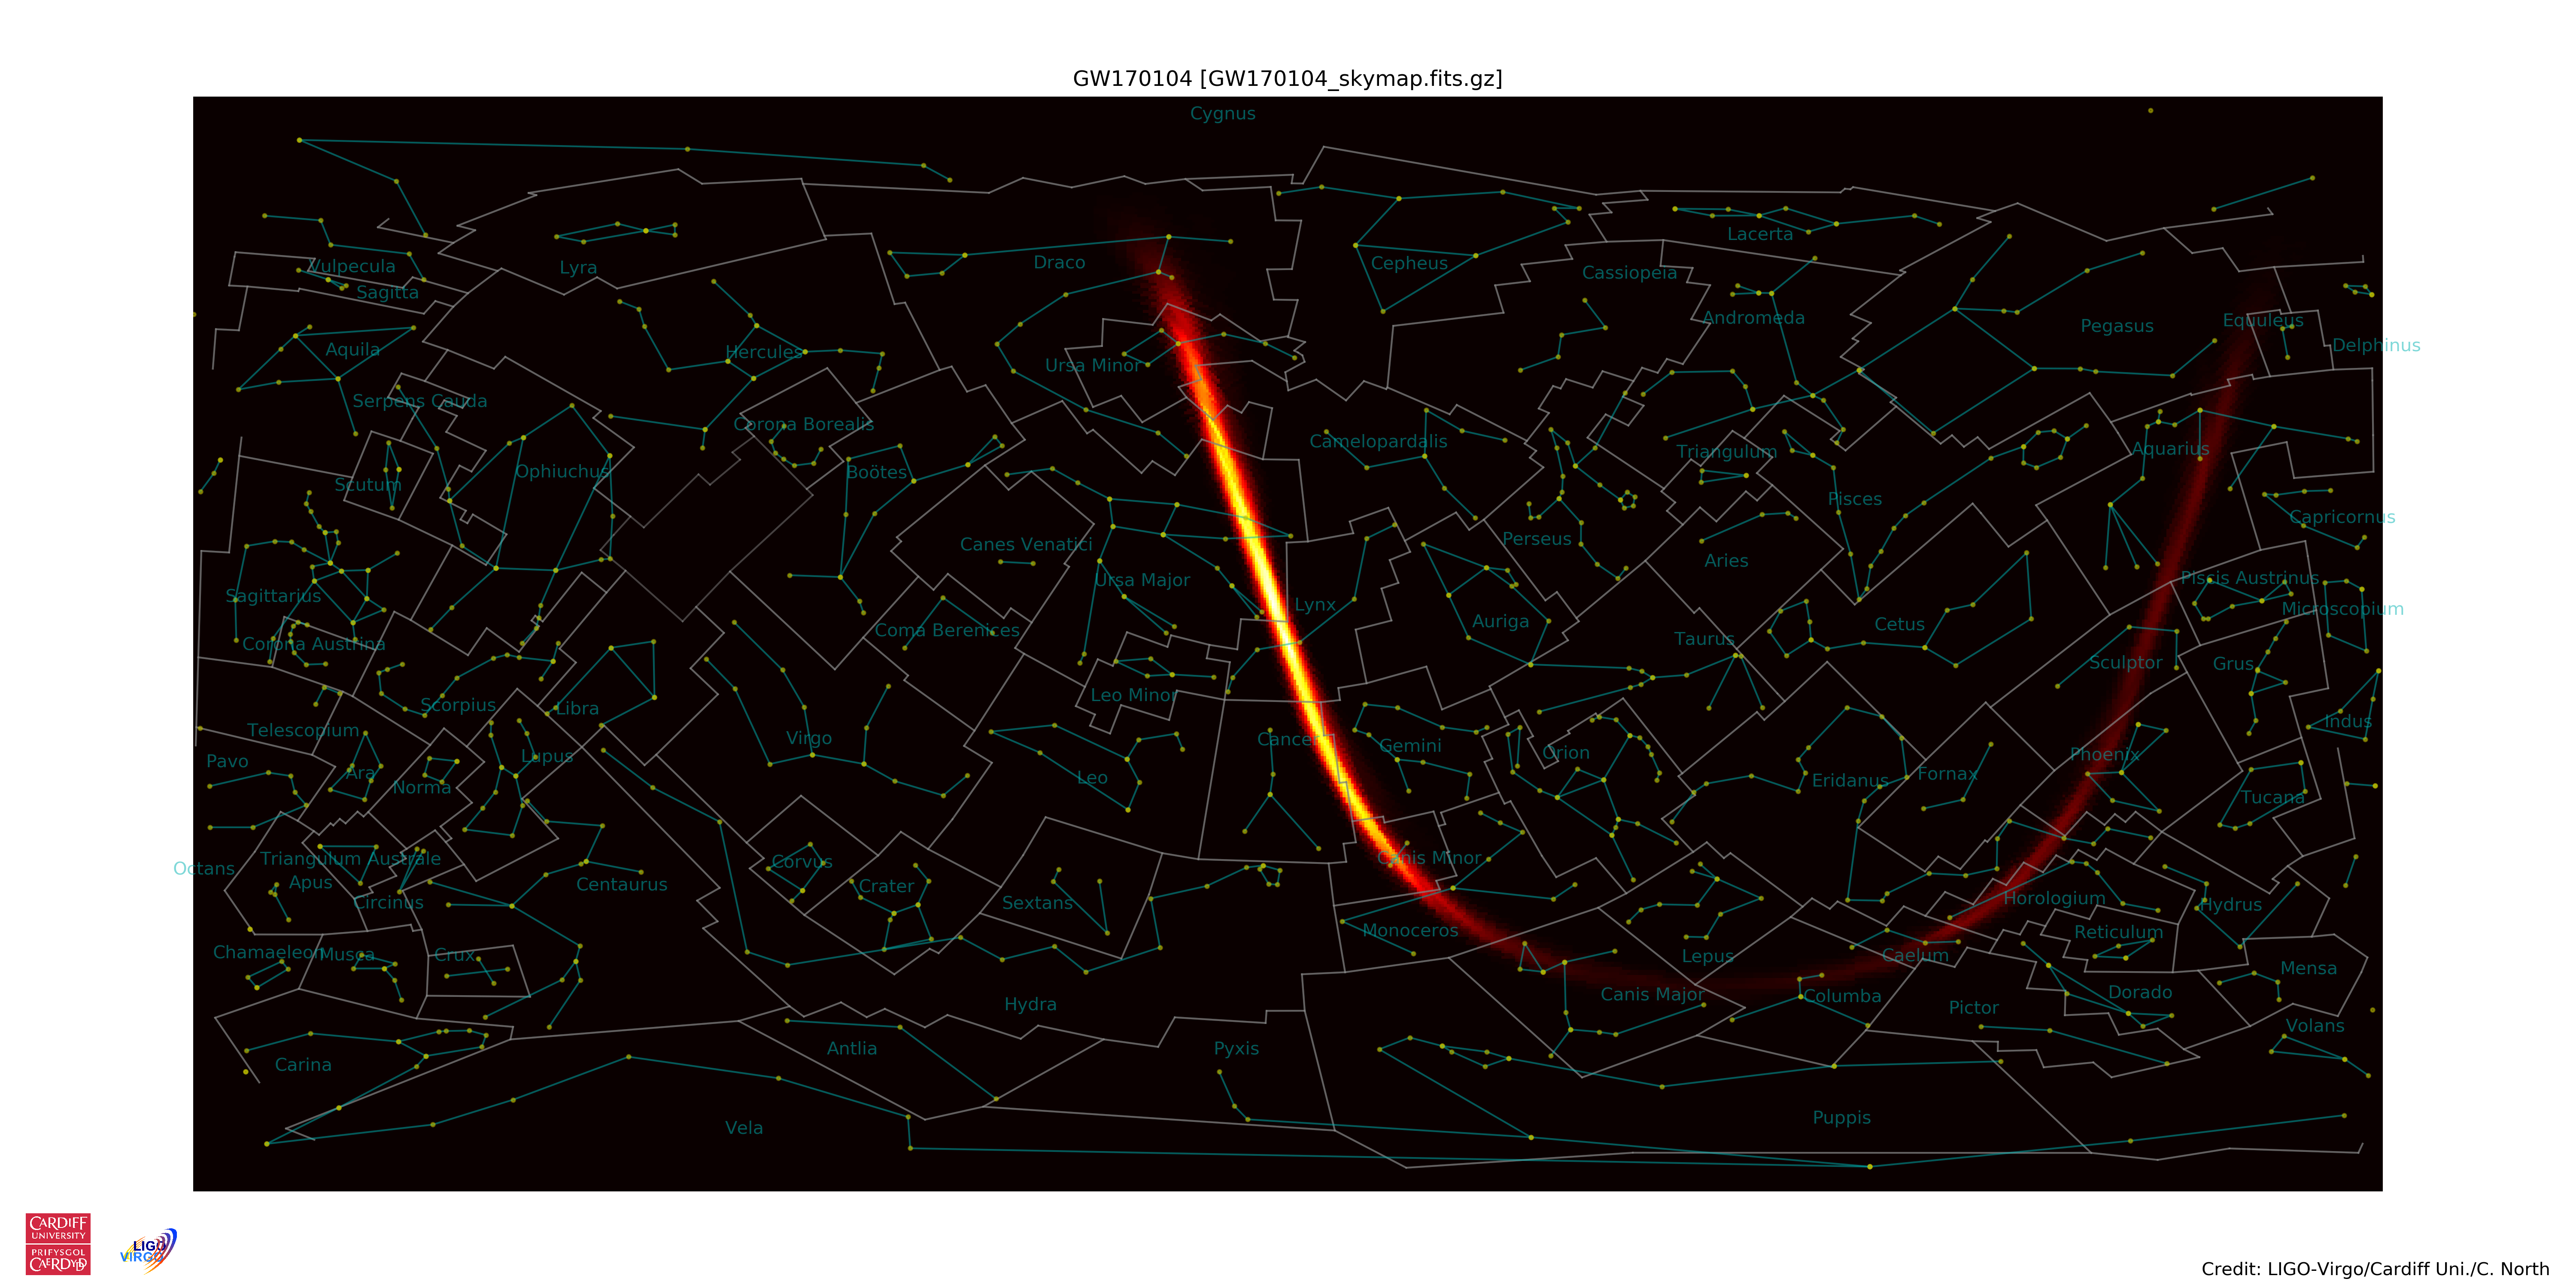 GW170104 [GW170104_skymap.fits.gz]
Cygnus
Lacerta
Vulpecula
Lyra
Draco
Cepheus
Cassiopeia
Sagitta
Andromeda
Pegasus
Equuleus
Delphinus
Aquila
Hercules
Ursa Minor
Serpens Cauda
Corona Borealis
Camelopardalis
Triangulum
Aquarius
Scutum
Ophiuchus
Boötes
Pisces
Capricornus
Canes Venatici
Perseus
Aries
Ursa Major
Piscis Austrinus
Sagittarius
Lynx
Microscopium
Corona Austrina
Coma Berenices
Auriga
Taurus
Cetus
Sculptor
Grus
Scorpius
Libra
Leo Minor
Telescopium
Virgo
Cancer
Gemini
Orion
Phoenix
Indus
Pavo
Ara
Norma
Lupus
Leo
Eridanus
Fornax
Tucana
Octans
Triangulum Australe
Apus
Circinus
Centaurus
Corvus
Crater
Sextans
Canis Minor
Horologium
Hydrus
Monoceros
Reticulum
Chamaeleon
Musca
Crux
Lepus
Caelum
Mensa
Hydra
Canis Major
Columba
Pictor
Dorado
Volans
Carina
Antlia
Pyxis
Vela
Puppis
CARDIFF
UNIVERSITY
PRIFYSGOL
CAERDYDD
LIGO
VIRGO
Credit: LIGO-Virgo/Cardiff Uni./C. North